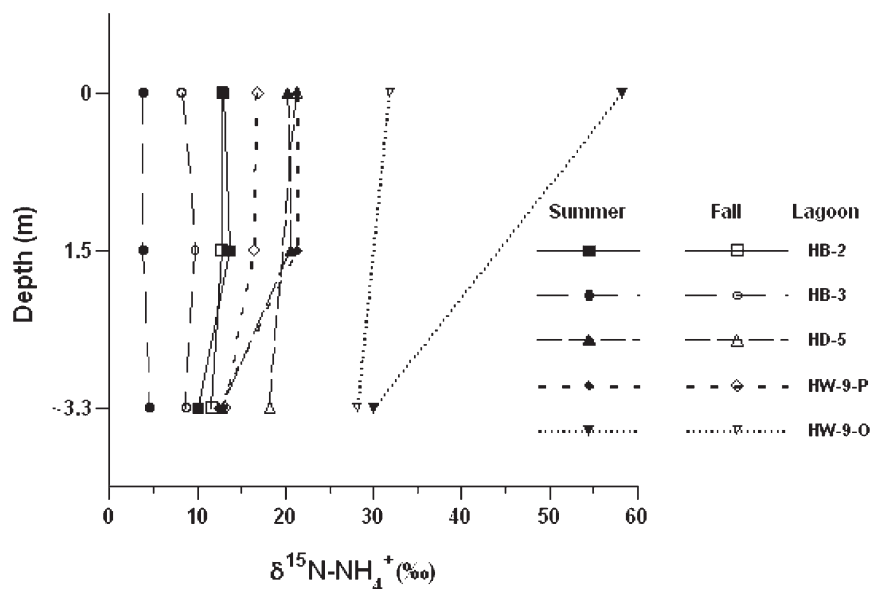 0
1.5
~3.3
Depth (m)
0
10
20
30
40
50
60
δ¹⁵N-NH₄⁺(‰)
Summer Fall Lagoon
HB-2
HB-3
HD-5
HW-9-P
HW-9-O